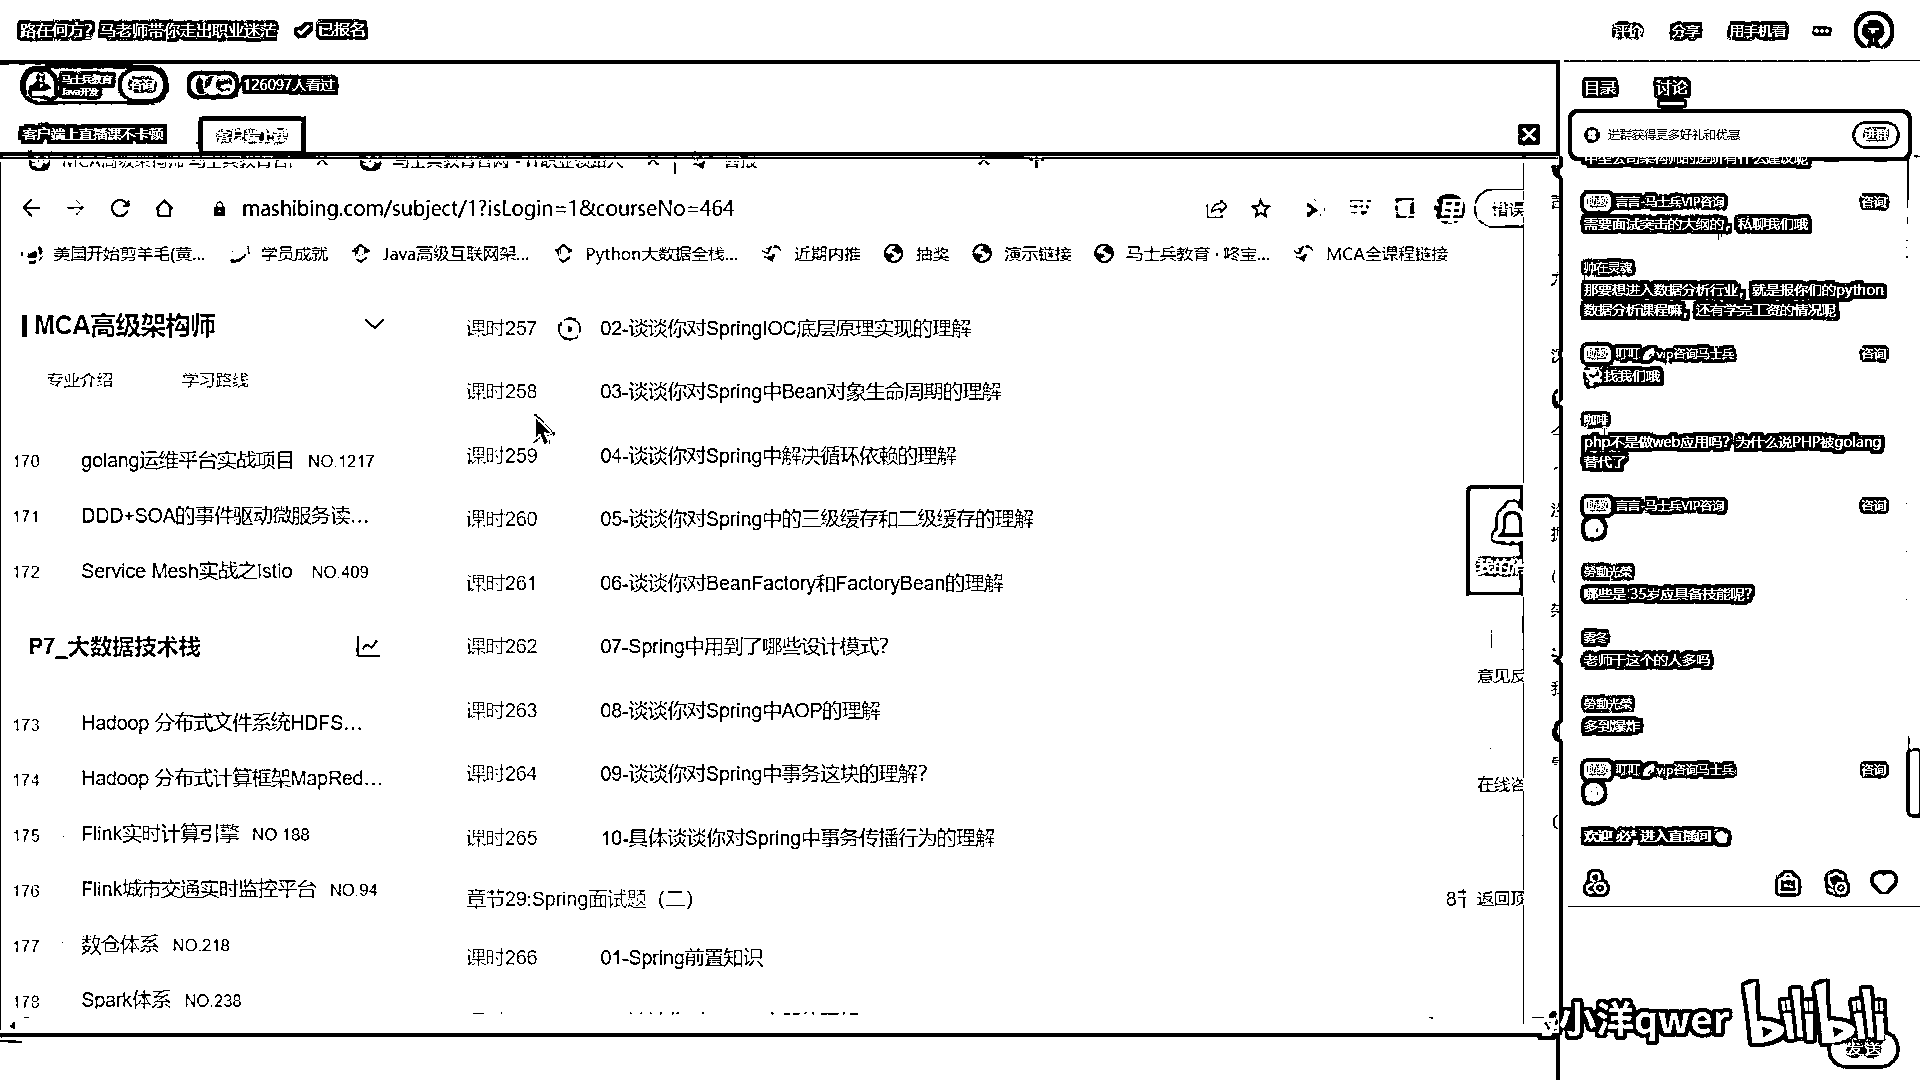 路在何方？马老师带你走出职业迷茫 已报名
评价 分享 用手机看
马士兵教育
Java开发
咨询
126097人看过
目录 讨论
客户端上直播课不卡顿
进群获得更多好礼和优惠 进群
mashibing.com/subject/1?isLogin=1&courseNo=464
美国开始剪羊毛(黄... 学员成就 Java高级互联网架... Python大数据全栈... 近期内推 抽奖 演示链接 马士兵教育·咚宝... MCA全课程链接
MCA高级架构师
专业介绍 学习路线
170 golang运维平台实战项目 NO.1217
171 DDD+SOA的事件驱动微服务读...
172 Service Mesh实战之Istio NO.409
P7_大数据技术栈
173 Hadoop 分布式文件系统HDFS...
174 Hadoop 分布式计算框架MapRed...
175 Flink实时计算引擎 NO 188
176 Flink城市交通实时监控平台 NO.94
177 数仓体系 NO.218
178 Spark体系 NO.238
课时257 02-谈谈你对SpringIOC底层原理实现的理解
课时258 03-谈谈你对Spring中Bean对象生命周期的理解
课时259 04-谈谈你对Spring中解决循环依赖的理解
课时260 05-谈谈你对Spring中的三级缓存和二级缓存的理解
课时261 06-谈谈你对BeanFactory和FactoryBean的理解
课时262 07-Spring中用到了哪些设计模式?
课时263 08-谈谈你对Spring中AOP的理解
课时264 09-谈谈你对Spring中事务这块的理解?
课时265 10-具体谈谈你对Spring中事务传播行为的理解
章节29:Spring面试题（二）
课时266 01-Spring前置知识
意见反
在线咨
返回顶
言言-马士兵VIP咨询 咨询
需要面试突击的大纲的，私聊我们哦
帅在灵魂
那要想进入数据分析行业，就是报你们的python
数据分析课程嘛，还有学完工资的情况呢
叮叮 vip咨询马士兵 咨询
找我们哦
咖啡
php不是做web应用吗？为什么说PHP被golang
替代了
言言-马士兵VIP咨询 咨询
劳動光荣
哪些是 35岁应具备技能呢？
雾冬
老师干这个的人多吗
劳動光荣
多到爆炸
叮叮 vip咨询马士兵 咨询
欢迎 必* 进入直播间
小洋qwer bilibili
发送